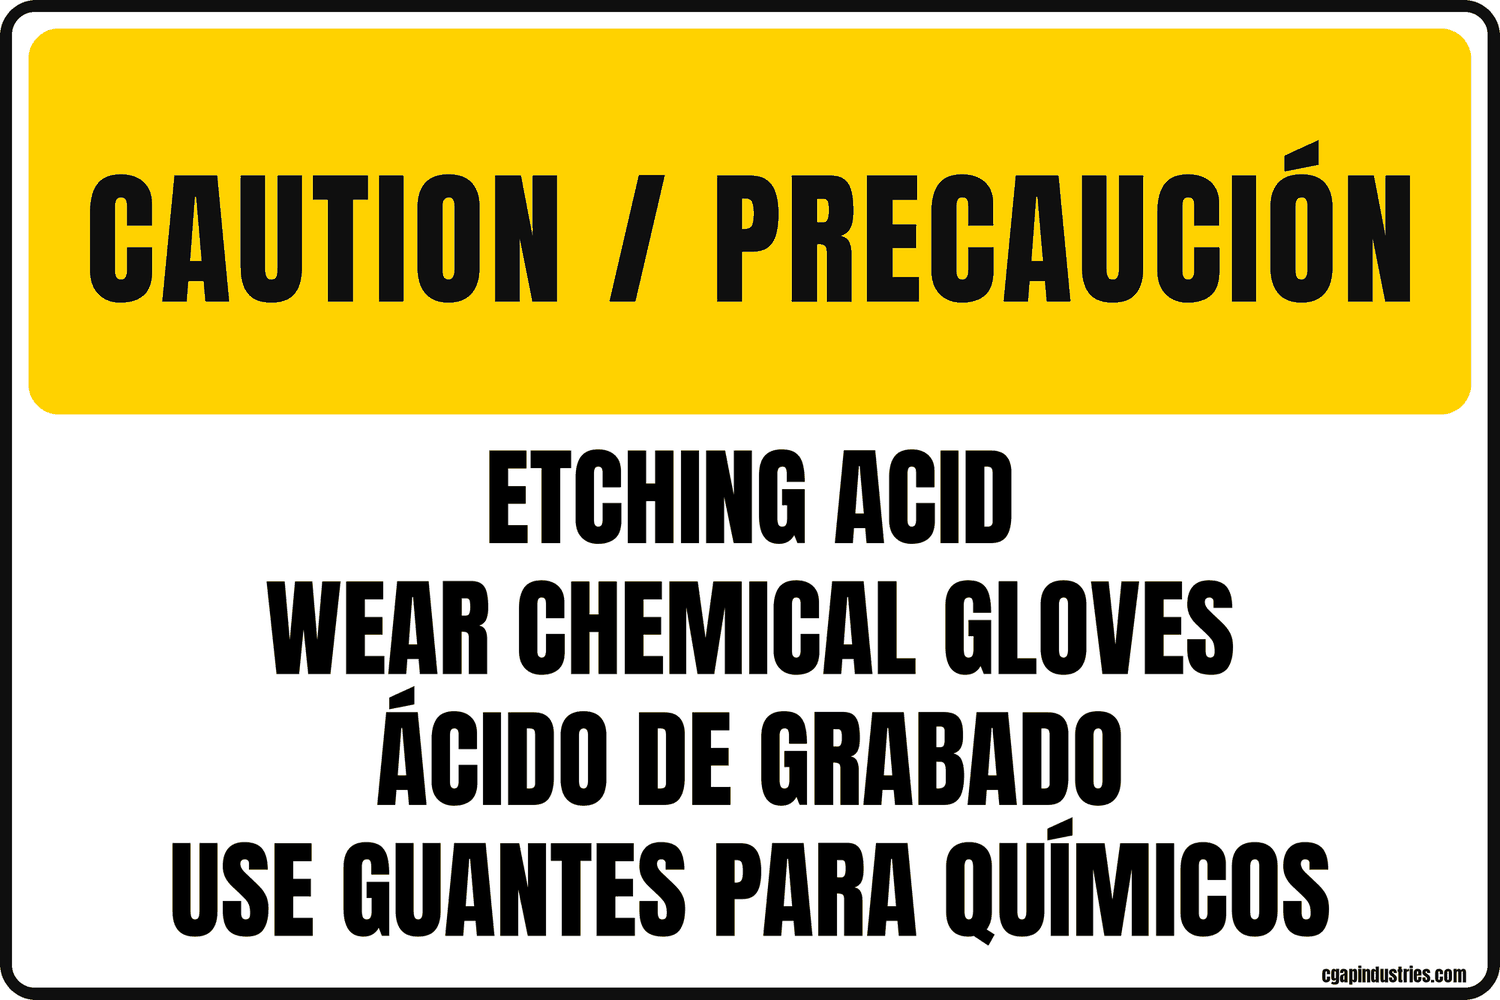 CAUTION / PRECAUCIÓN
ETCHING ACID
WEAR CHEMICAL GLOVES
ÁCIDO DE GRABADO
USE GUANTES PARA QUÍMICOS
cgapindustries.com